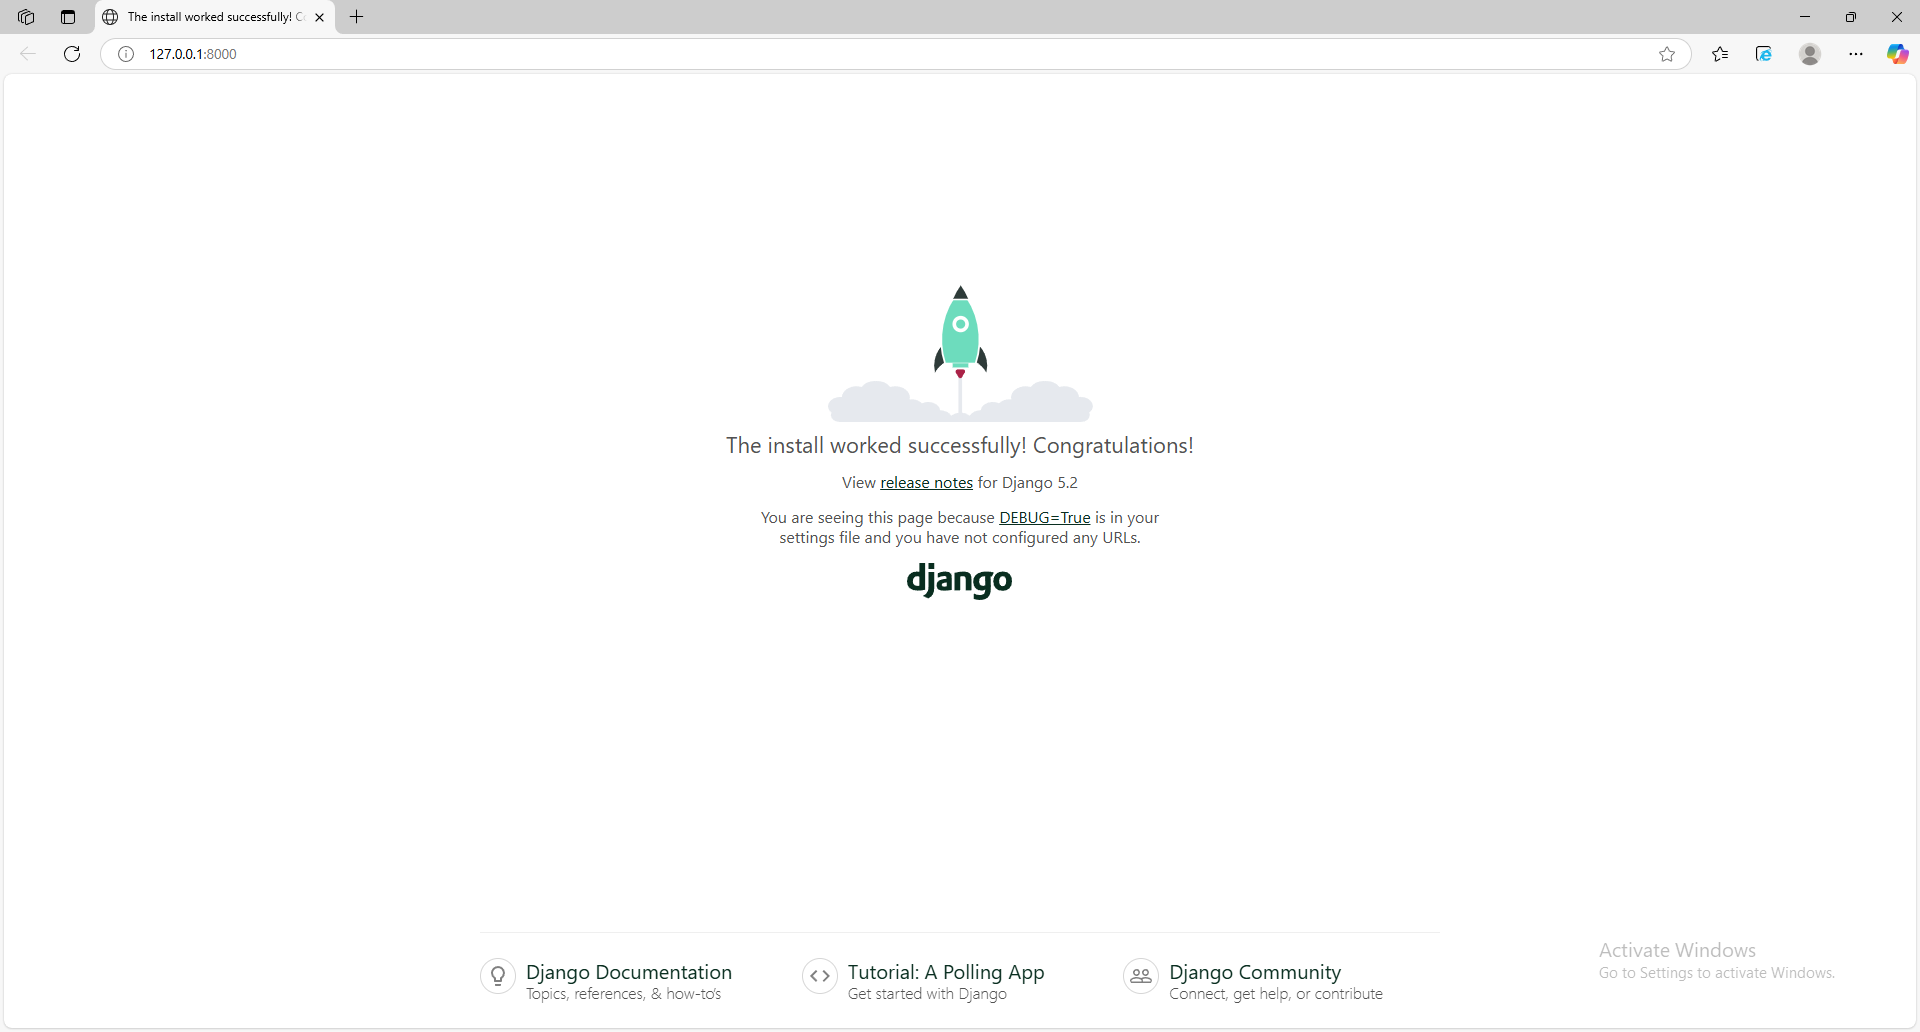 The install worked successfully!
127.0.0.1:8000
The install worked successfully! Congratulations!
View release notes for Django 5.2
You are seeing this page because DEBUG=True is in your
settings file and you have not configured any URLs.
django
Django Documentation
Topics, references, & how-to's
Tutorial: A Polling App
Get started with Django
Django Community
Connect, get help, or contribute
Activate Windows
Go to Settings to activate Windows.